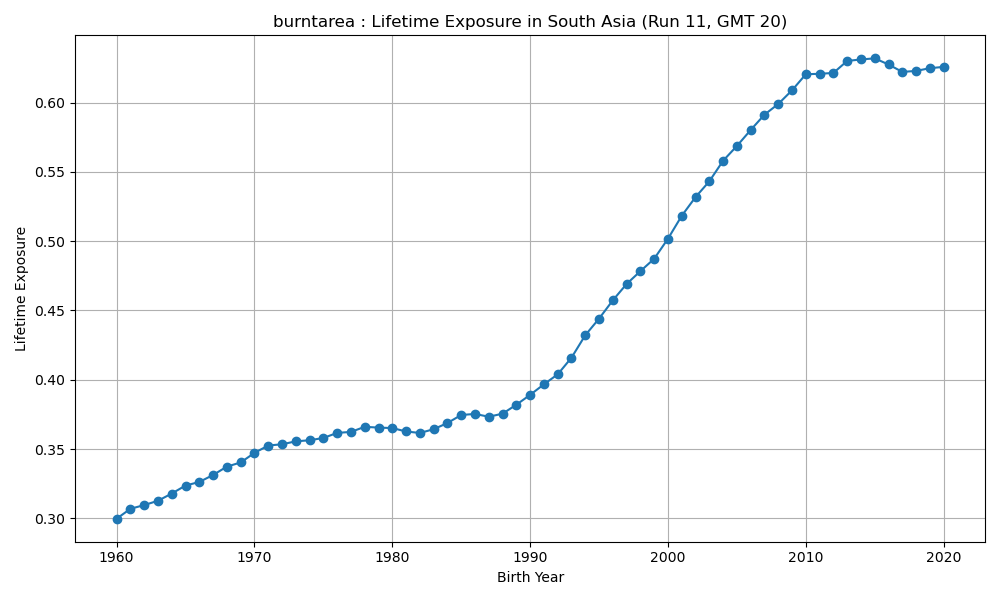 burntarea : Lifetime Exposure in South Asia (Run 11, GMT 20)
Lifetime Exposure
0.60
0.55
0.50
0.45
0.40
0.35
0.30
1960 1970 1980 1990 2000 2010 2020
Birth Year